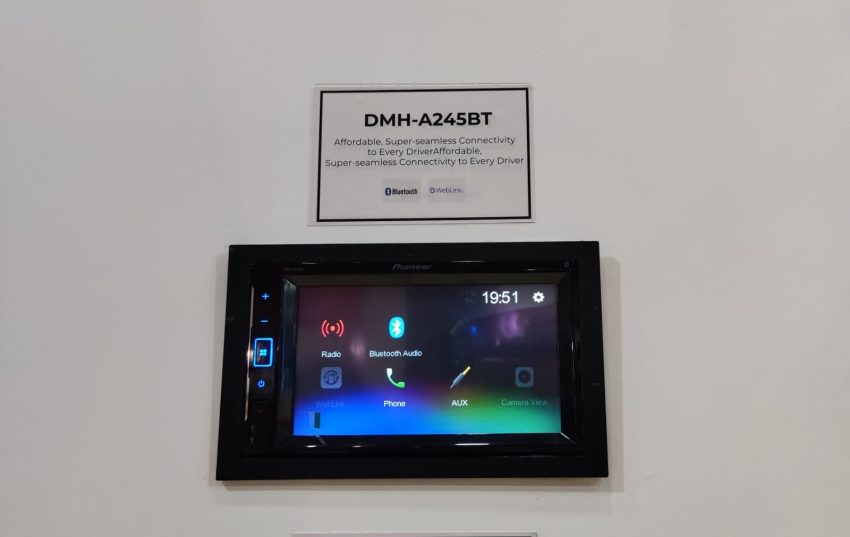 DMH-A245BT
Affordable, Super-seamless Connectivity
to Every DriverAffordable,
Super-seamless Connectivity to Every Driver
Bluetooth WebLink
Pioneer
19:51
Radio Bluetooth Audio
WebLink Phone AUX Camera View